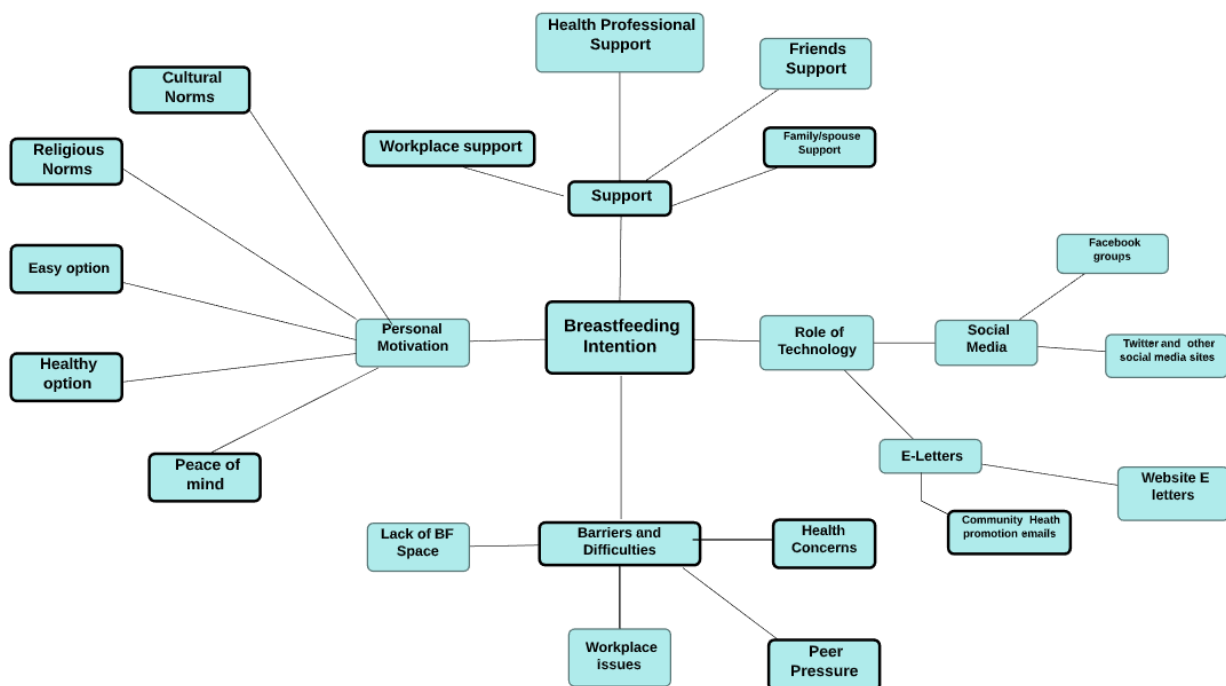 Health Professional
Support
Friends
Support
Cultural
Norms
Workplace support
Family/spouse
Support
Religious
Norms
Support
Easy option
Facebook
groups
Personal
Motivation
Breastfeeding
Intention
Role of
Technology
Social
Media
Twitter and other
social media sites
Healthy
option
Peace of
mind
E-Letters
Website E
letters
Community Heath
promotion emails
Lack of BF
Space
Barriers and
Difficulties
Health
Concerns
Workplace
issues
Peer
Pressure